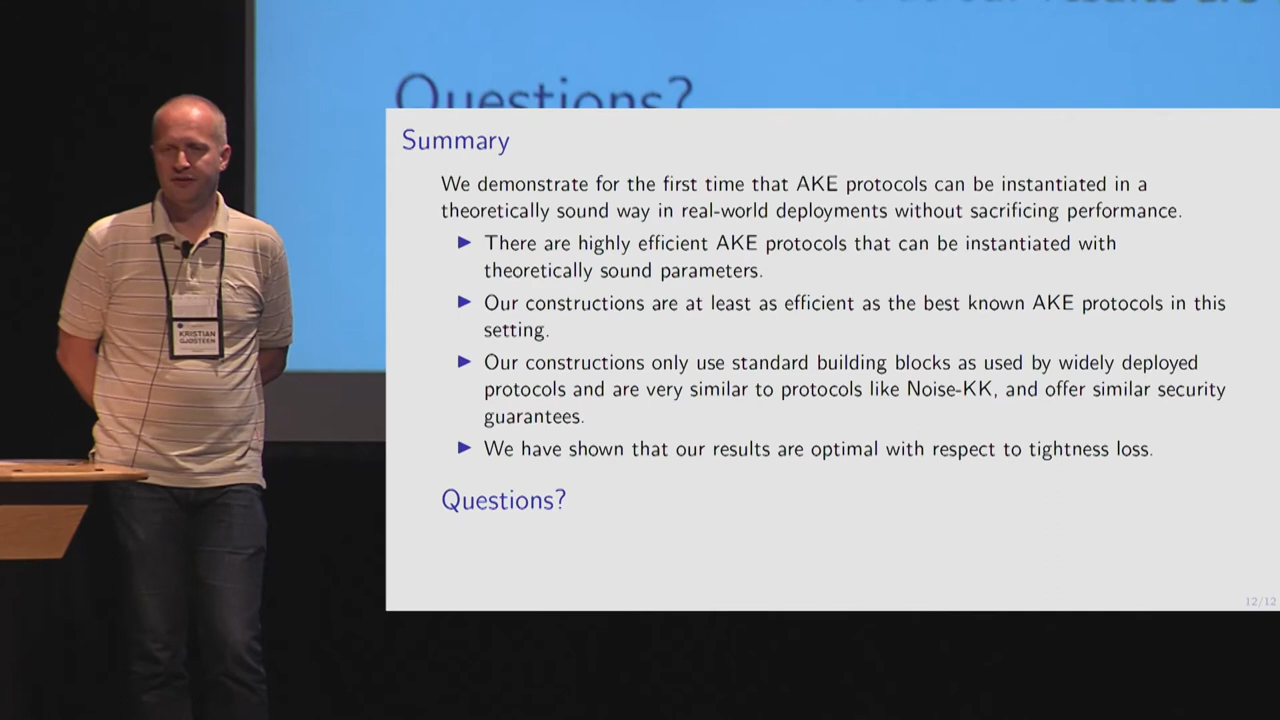 Questions?
Summary
We demonstrate for the first time that AKE protocols can be instantiated in a
theoretically sound way in real-world deployments without sacrificing performance.
▶ There are highly efficient AKE protocols that can be instantiated with
theoretically sound parameters.
▶ Our constructions are at least as efficient as the best known AKE protocols in this
setting.
▶ Our constructions only use standard building blocks as used by widely deployed
protocols and are very similar to protocols like Noise-KK, and offer similar security
guarantees.
▶ We have shown that our results are optimal with respect to tightness loss.
Questions?
12/12
KRISTIAN
GJØSTEEN